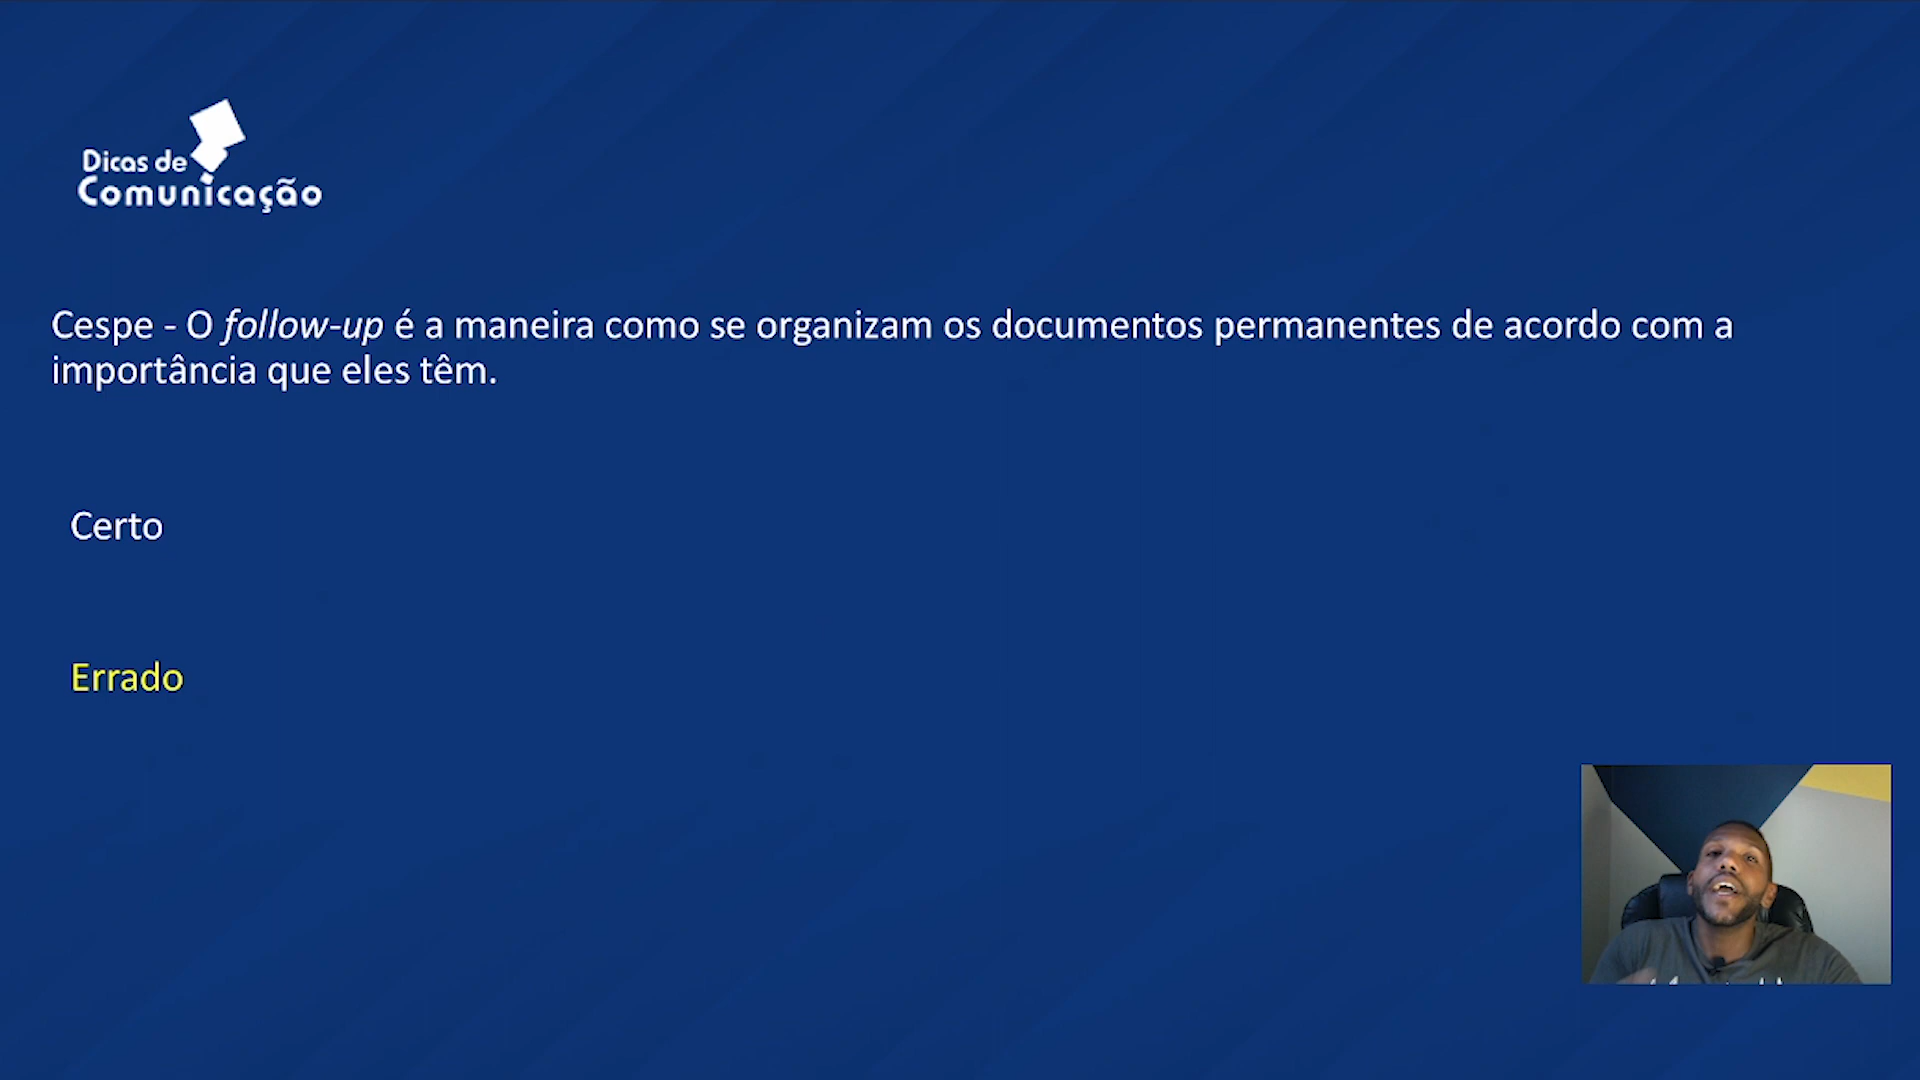 Dicas de
Comunicação
Cespe - O follow-up é a maneira como se organizam os documentos permanentes de acordo com a
importância que eles têm.
Certo
Errado